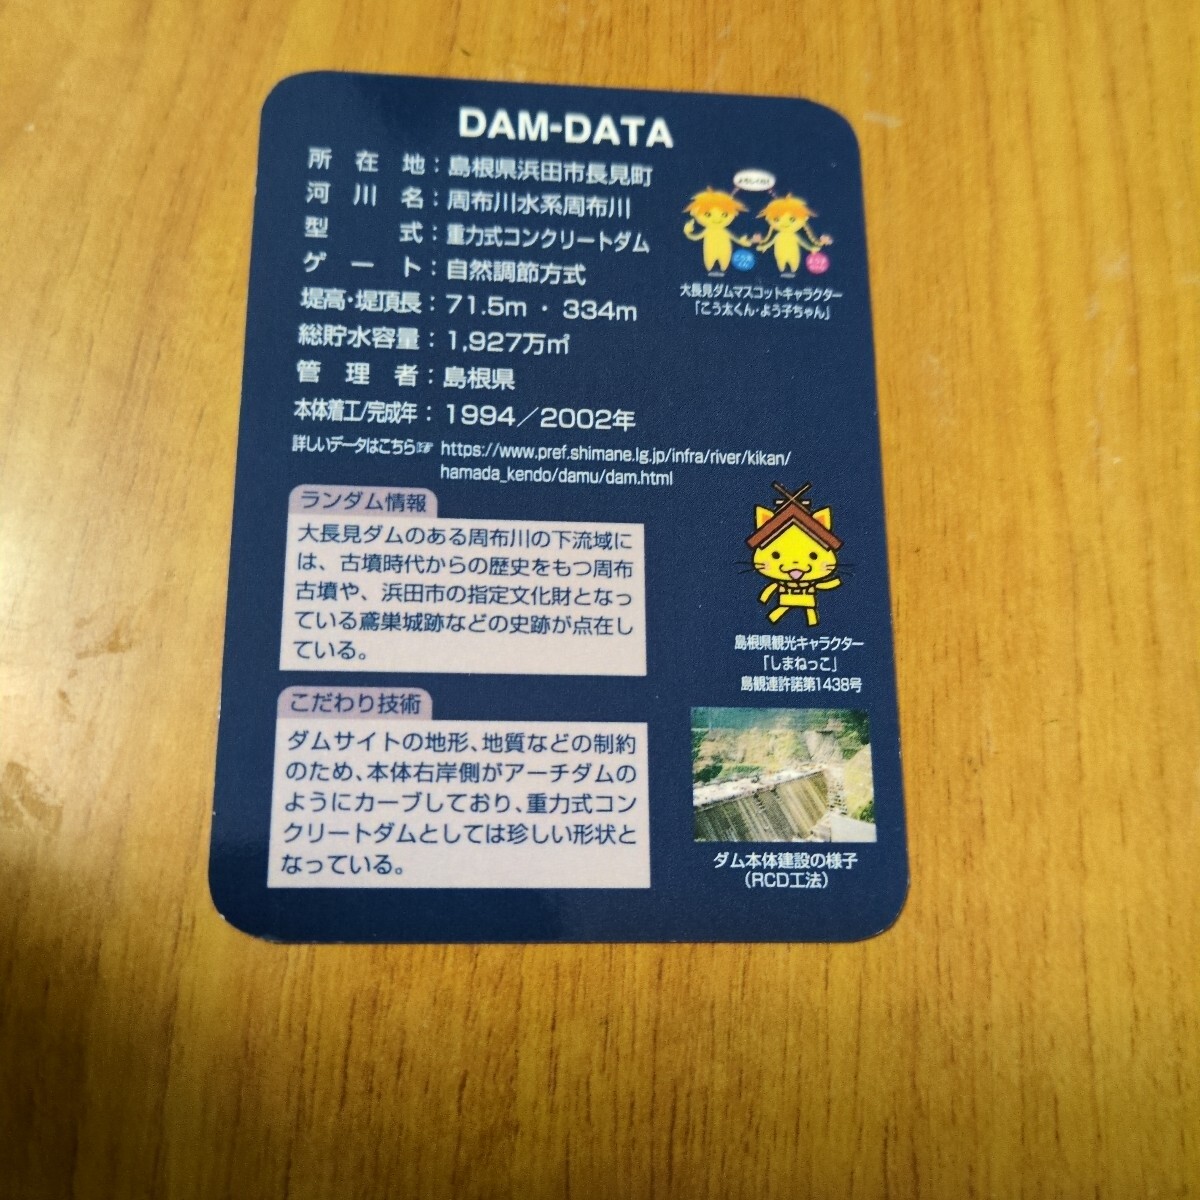 DAM-DATA
所在地：島根県浜田市長見町
河川名：周布川水系周布川
型式：重力式コンクリートダム
ゲート：自然調節方式
堤高・堤頂長：71.5m・334m
総貯水容量：1,927万㎥
管理者：島根県
本体着工/完成年：1994／2002年
詳しいデータはこちら☞ https://www.pref.shimane.lg.jp/infra/river/kikan/
hamada_kendo/damu/dam.html
よろしくね！
こう太くん
よう子ちゃん
大長見ダムマスコットキャラクター
「こう太くん・よう子ちゃん」
ランダム情報
大長見ダムのある周布川の下流域に
は、古墳時代からの歴史をもつ周布
古墳や、浜田市の指定文化財となっ
ている鳶巣城跡などの史跡が点在し
ている。
島根県観光キャラクター
「しまねっこ」
島観連許諾第1438号
こだわり技術
ダムサイトの地形、地質などの制約
のため、本体右岸側がアーチダムの
ようにカーブしており、重力式コン
クリートダムとしては珍しい形状と
なっている。
ダム本体建設の様子
（RCD工法）